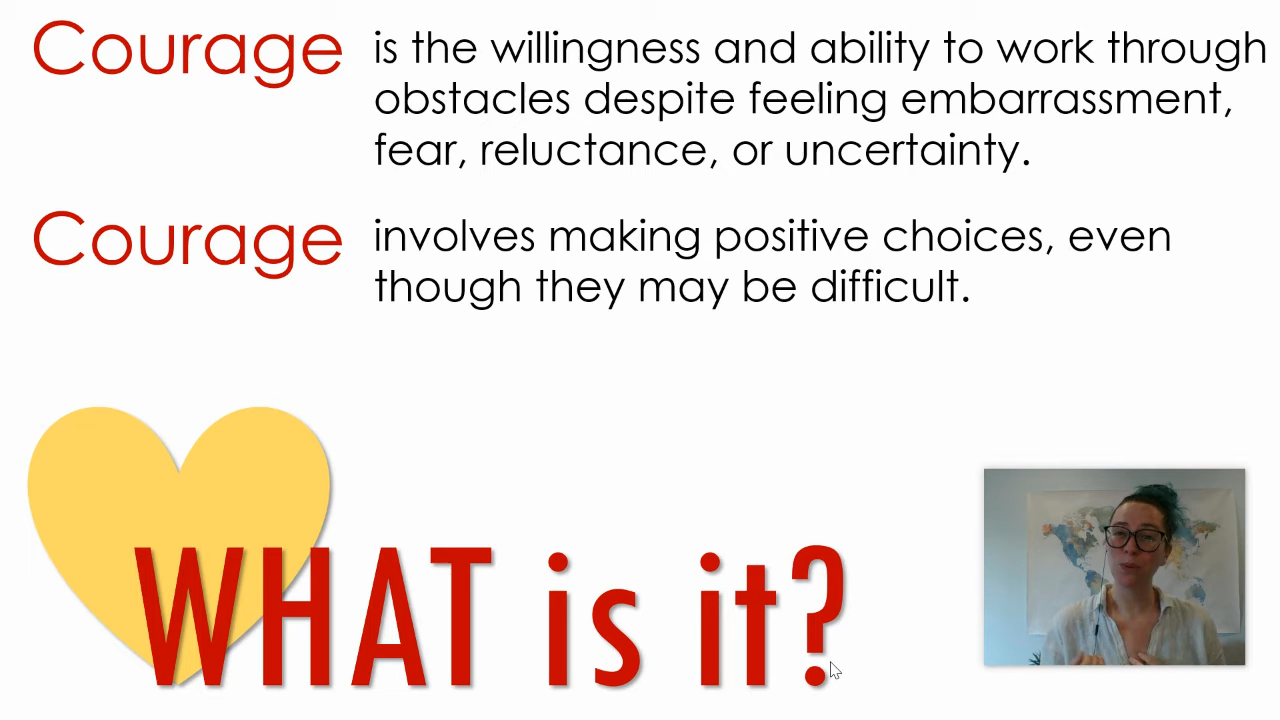 Courage is the willingness and ability to work through
obstacles despite feeling embarrassment,
fear, reluctance, or uncertainty.
Courage involves making positive choices, even
though they may be difficult.
WHAT is it?